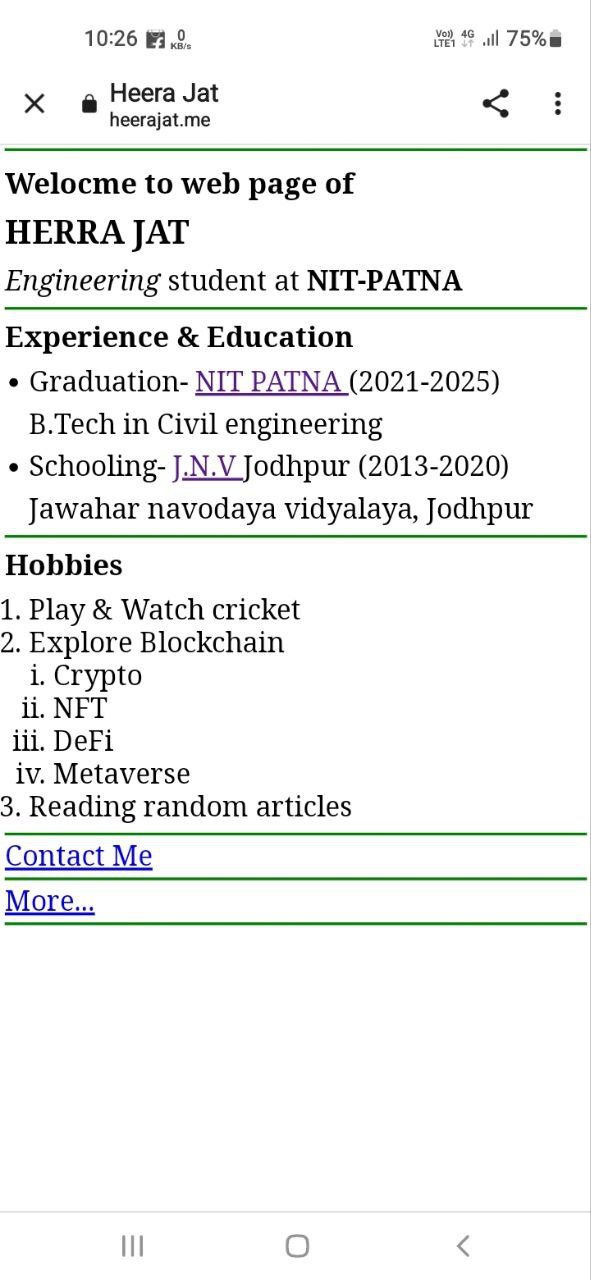 10:26 0 KB/s Vo)) LTE1 4G 75%
Heera Jat
heerajat.me
Welocme to web page of
HERRA JAT
Engineering student at NIT-PATNA
Experience & Education
• Graduation- NIT PATNA (2021-2025)
B.Tech in Civil engineering
• Schooling- J.N.V Jodhpur (2013-2020)
Jawahar navodaya vidyalaya, Jodhpur
Hobbies
1. Play & Watch cricket
2. Explore Blockchain
i. Crypto
ii. NFT
iii. DeFi
iv. Metaverse
3. Reading random articles
Contact Me
More...